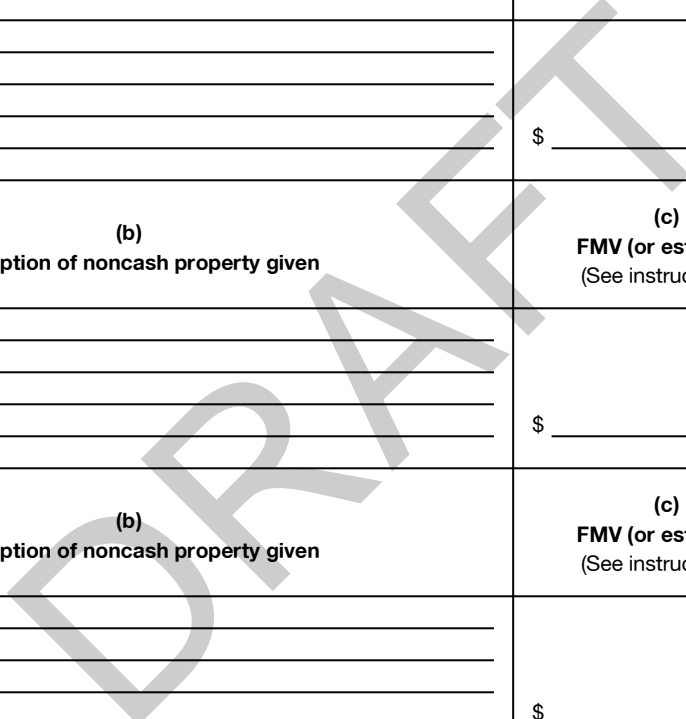 $
(b)
(c)
ption of noncash property given
FMV (or est
(See instruc
$
(b)
(c)
ption of noncash property given
FMV (or est
(See instruc
$
DRAFT